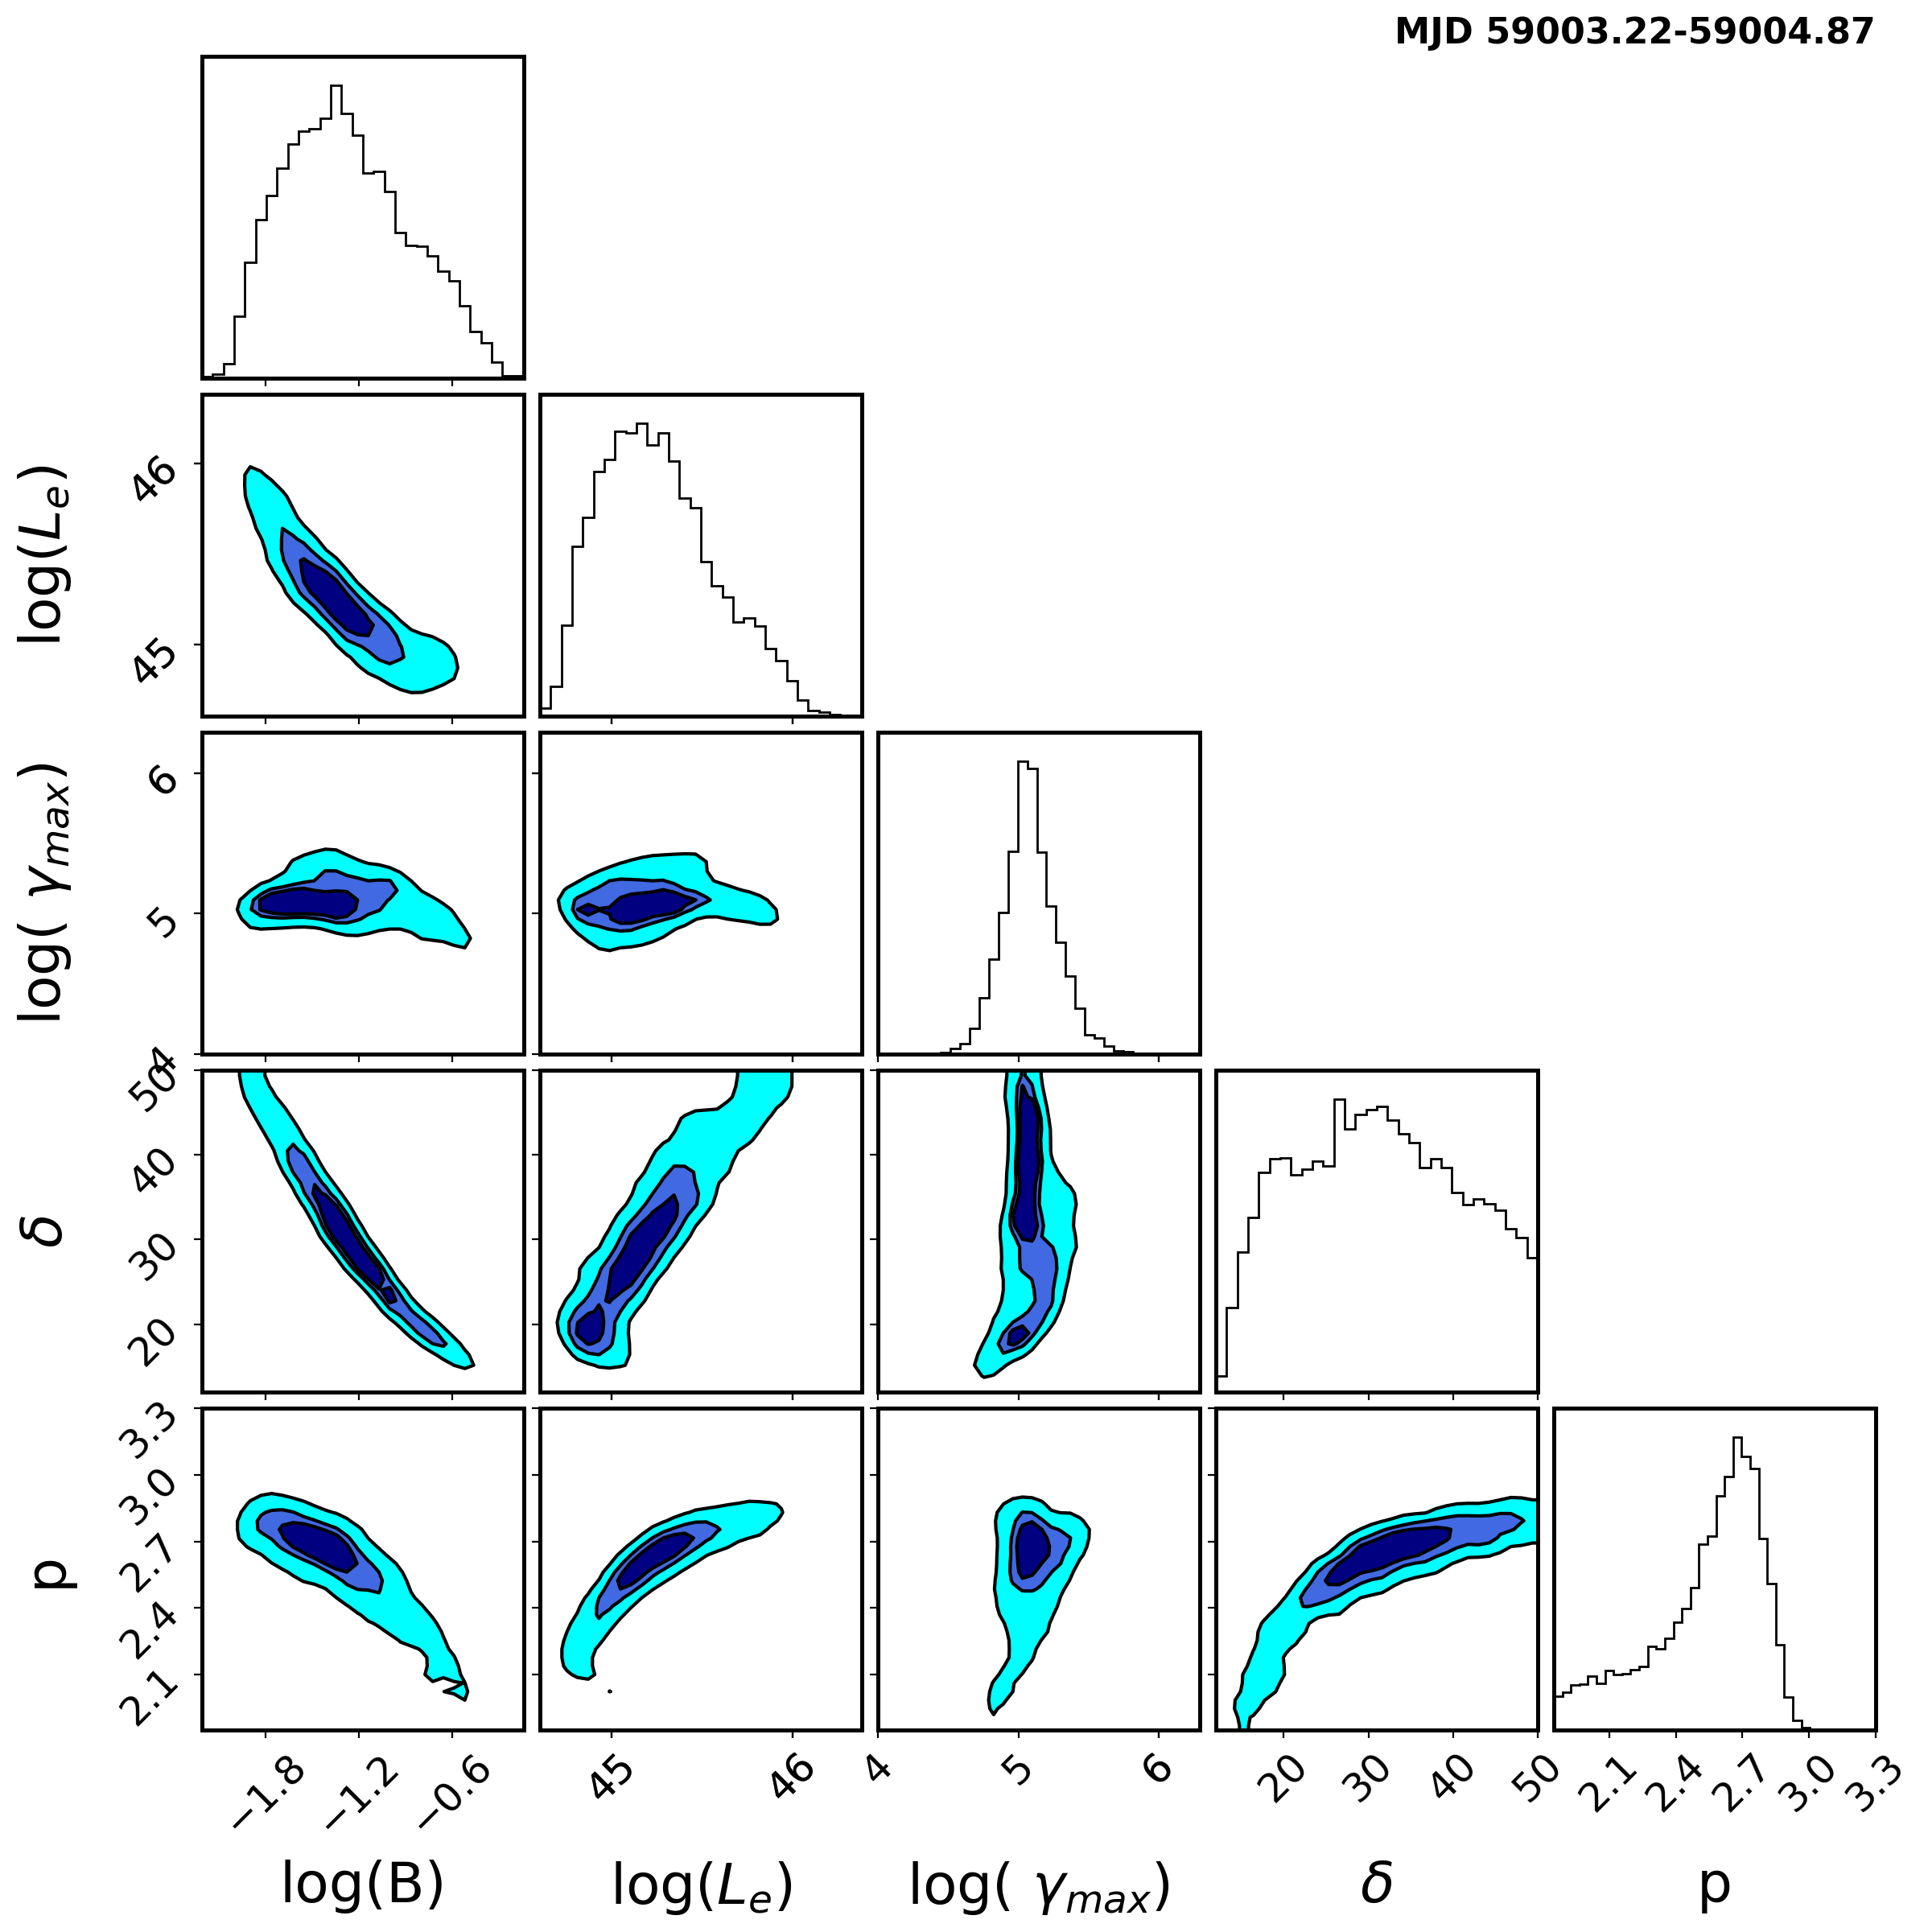 MJD 59003.22-59004.87
log(Lₑ)
46
45
log( γₘₐₓ)
6
5
4
δ
50
40
30
20
p
3.3
3.0
2.7
2.4
2.1
−1.8 −1.2 −0.6 45 46 4 5 6 20 30 40 50 2.1 2.4 2.7 3.0 3.3
log(B) log(Lₑ) log( γₘₐₓ) δ p